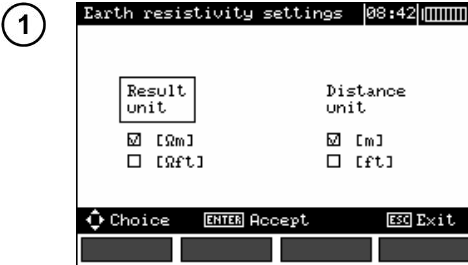 1
Earth resistivity settings 08:42
Result Distance
unit unit
☑ [Ωm] ☑ [m]
☐ [Ωft] ☐ [ft]
Choice ENTER Accept ESC Exit